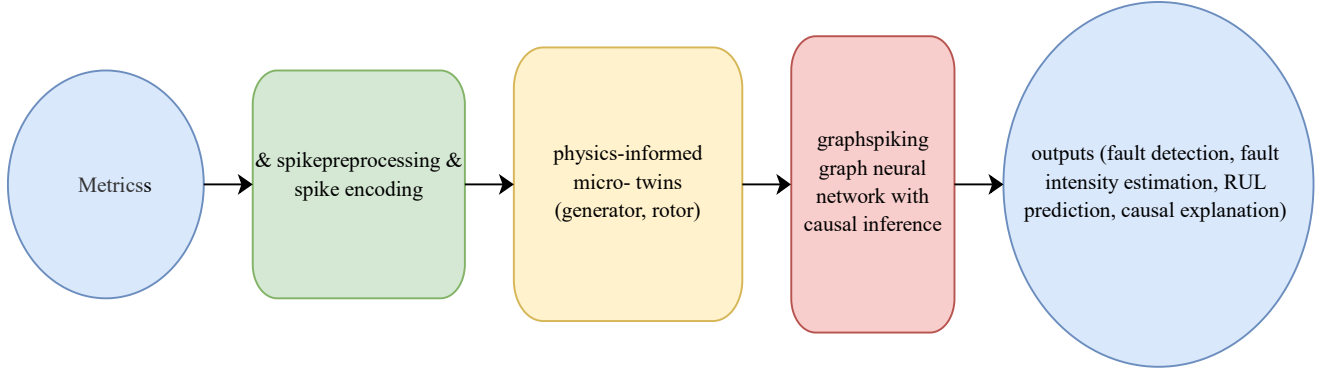 Metricss
& spikepreprocessing &
spike encoding
physics-informed
micro- twins
(generator, rotor)
graphspiking
graph neural
network with
causal inference
outputs (fault detection, fault
intensity estimation, RUL
prediction, causal explanation)